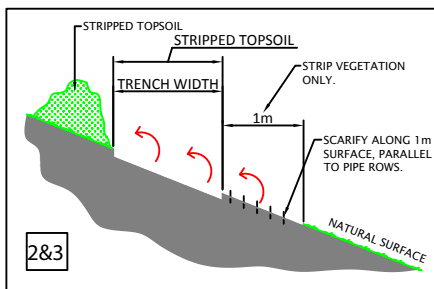 STRIPPED TOPSOIL
STRIPPED TOPSOIL
TRENCH WIDTH
STRIP VEGETATION
ONLY.
1m
SCARIFY ALONG 1m
SURFACE, PARALLEL
TO PIPE ROWS.
NATURAL SURFACE
2&3